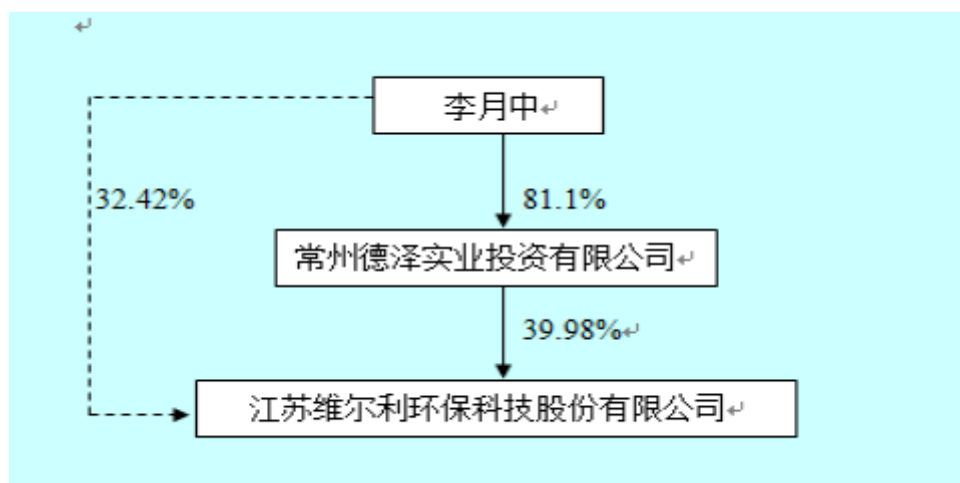 李月中
32.42%
81.1%
常州德泽实业投资有限公司
39.98%
江苏维尔利环保科技股份有限公司